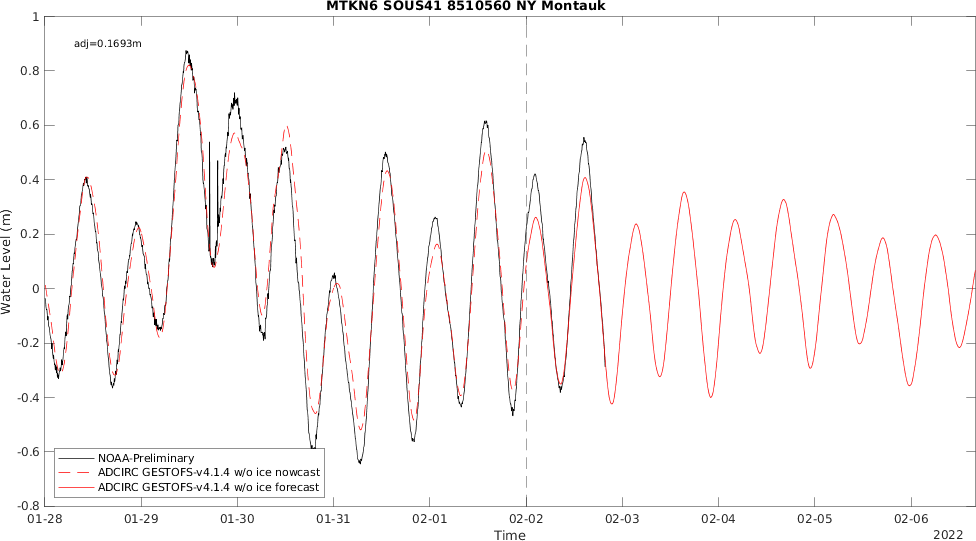 MTKN6 SOUS41 8510560 NY Montauk
adj=0.1693m
Water Level (m)
1
0.8
0.6
0.4
0.2
0
-0.2
-0.4
-0.6
-0.8
NOAA-Preliminary
ADCIRC GESTOFS-v4.1.4 w/o ice nowcast
ADCIRC GESTOFS-v4.1.4 w/o ice forecast
01-28 01-29 01-30 01-31 02-01 02-02 02-03 02-04 02-05 02-06
Time
2022